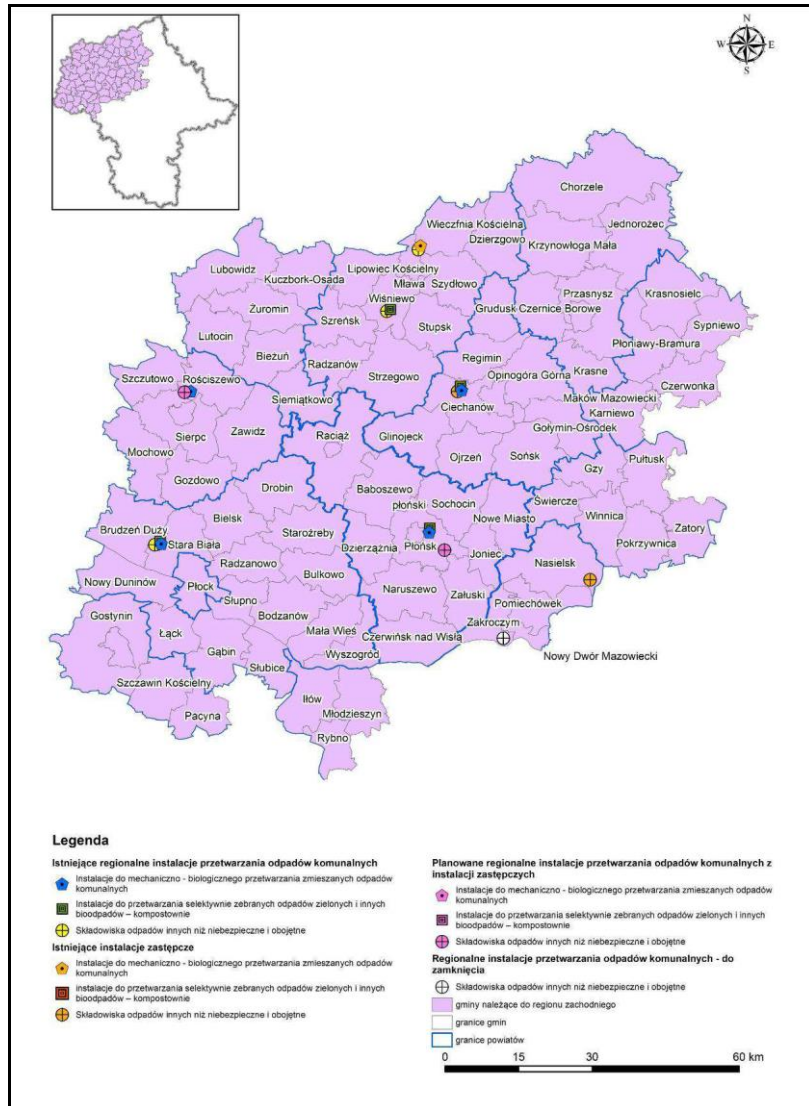 N
W E
S
Chorzele
Wieczfnia Kościelna
Jednorożec
Dzierzgowo
Krzynowłoga Mała
Lubowidz
Lipowiec Kościelny
Kuczbork-Osada
Mława Szydłowo
Przasnysz
Wiśniewo
Krasnosielc
Żuromin
Grudusk Czernice Borowe
Szreńsk
Sypniewo
Stupsk
Lutocin
Płoniawy-Bramura
Bieżuń
Regimin
Radzanów
Opinogóra Górna
Krasne
Szczutowo Rościszewo
Strzegowo
Czerwonka
Maków Mazowiecki
Siemiątkowo
Ciechanów
Karniewo
Gołymin-Ośrodek
Zawidz
Raciąż
Sierpc
Glinojeck
Mochowo
Pułtusk
Ojrzeń
Sońsk
Gzy
Gozdowo
Drobin
Baboszewo
płoński Sochocin
Świercze
Bielsk
Nowe Miasto
Winnica
Zatory
Brudzeń Duży
Staroźreby
Stara Biała
Dzierzążnia
Płońsk
Pokrzywnica
Joniec
Nasielsk
Radzanowo
Nowy Duninów
Bulkowo
Płock
Naruszewo
Załuski
Słupno
Pomiechówek
Gostynin
Bodzanów
Zakroczym
Łąck
Mała Wieś
Czerwińsk nad Wisłą
Gąbin
Wyszogród
Nowy Dwór Mazowiecki
Słubice
Szczawin Kościelny
Iłów
Młodzieszyn
Pacyna
Rybno
Legenda
Istniejące regionalne instalacje przetwarzania odpadów komunalnych
Instalacje do mechaniczno - biologicznego przetwarzania zmieszanych odpadów
komunalnych
Instalacje do przetwarzania selektywnie zebranych odpadów zielonych i innych
bioodpadów – kompostownie
Składowiska odpadów innych niż niebezpieczne i obojętne
Istniejące instalacje zastępcze
Instalacje do mechaniczno - biologicznego przetwarzania zmieszanych odpadów
komunalnych
instalacje do przetwarzania selektywnie zebranych odpadów zielonych i innych
bioodpadów – kompostownie
Składowiska odpadów innych niż niebezpieczne i obojętne
Planowane regionalne instalacje przetwarzania odpadów komunalnych z
instalacji zastępczych
Instalacje do mechaniczno - biologicznego przetwarzania zmieszanych odpadów
komunalnych
Instalacje do przetwarzania selektywnie zebranych odpadów zielonych i innych
bioodpadów – kompostownie
Składowiska odpadów innych niż niebezpieczne i obojętne
Regionalne instalacje przetwarzania odpadów komunalnych - do
zamknięcia
Składowiska odpadów innych niż niebezpieczne i obojętne
gminy należące do regionu zachodniego
granice gmin
granice powiatów
0 15 30 60 km